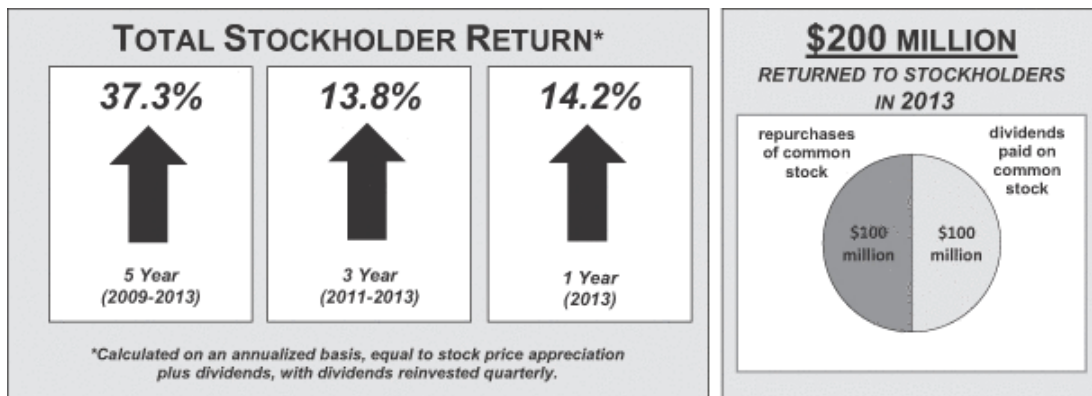 TOTAL STOCKHOLDER RETURN*
37.3%
5 Year
(2009-2013)
13.8%
3 Year
(2011-2013)
14.2%
1 Year
(2013)
*Calculated on an annualized basis, equal to stock price appreciation
plus dividends, with dividends reinvested quarterly.
$200 MILLION
RETURNED TO STOCKHOLDERS
IN 2013
repurchases
of common
stock
dividends
paid on
common
stock
$100
million
$100
million